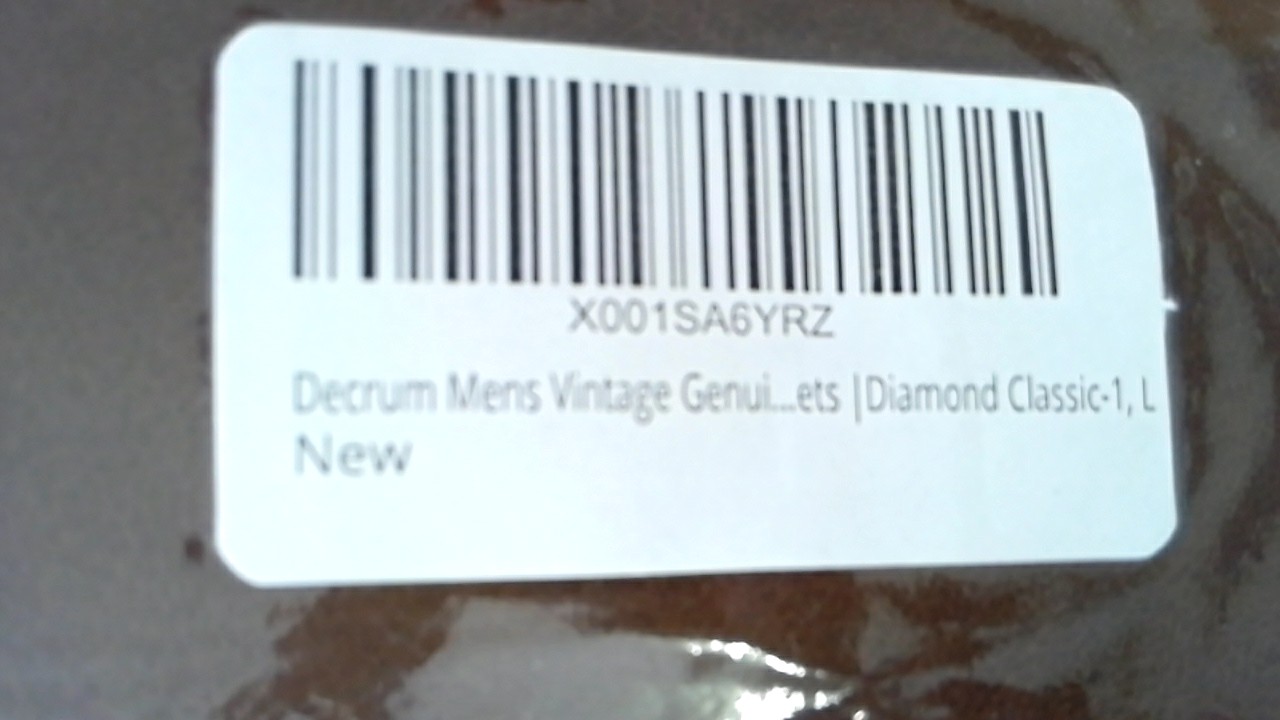 X001SA6YRZ
Decrum Mens Vintage Genui...ets |Diamond Classic-1, L
New